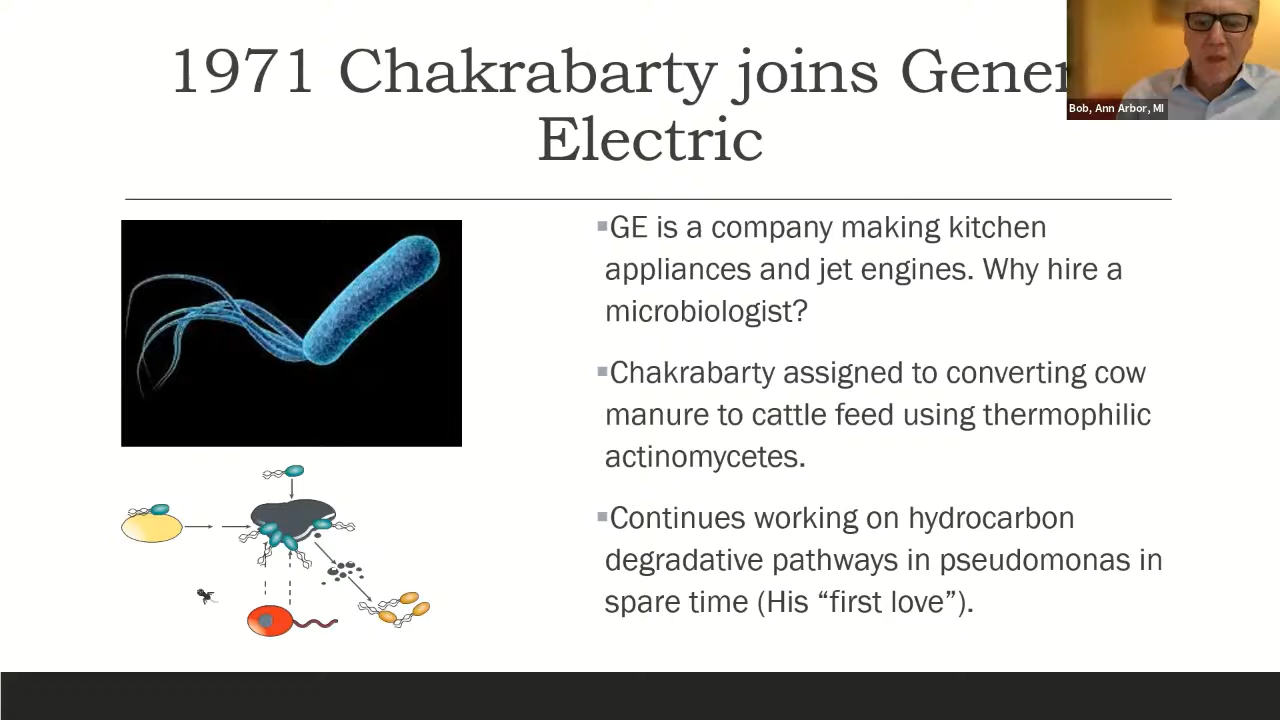 1971 Chakrabarty joins Gener
Electric
Bob, Ann Arbor, MI
▪GE is a company making kitchen
appliances and jet engines. Why hire a
microbiologist?
▪Chakrabarty assigned to converting cow
manure to cattle feed using thermophilic
actinomycetes.
▪Continues working on hydrocarbon
degradative pathways in pseudomonas in
spare time (His “first love”).